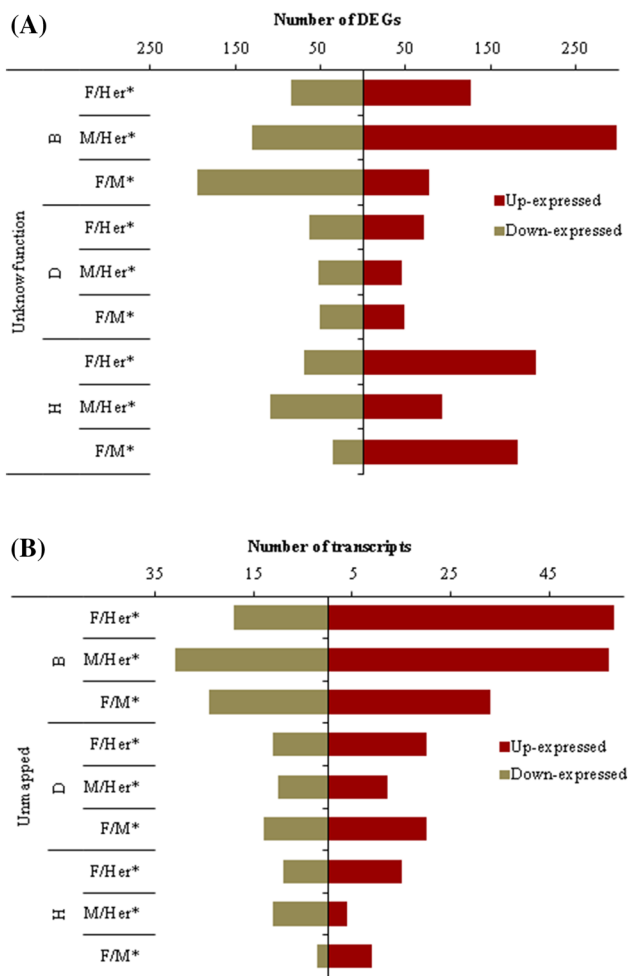 (A)
Number of DEGs
250 150 50 50 150 250
Unknow function
B
F/Her*
M/Her*
F/M*
D
F/Her*
M/Her*
F/M*
H
F/Her*
M/Her*
F/M*
Up-expressed
Down-expressed
(B)
Number of transcripts
35 15 5 25 45
Unmapped
B
F/Her*
M/Her*
F/M*
D
F/Her*
M/Her*
F/M*
H
F/Her*
M/Her*
F/M*
Up-expressed
Down-expressed